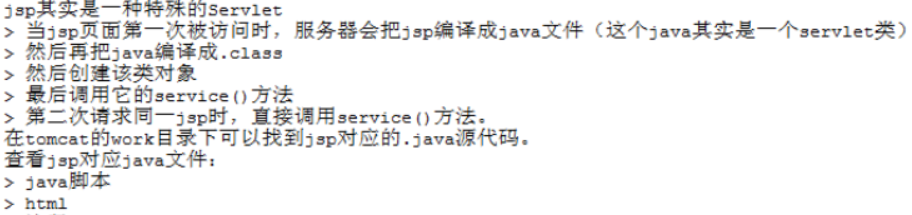 jsp其实是一种特殊的Servlet
> 当jsp页面第一次被访问时，服务器会把jsp编译成java文件（这个java其实是一个servlet类）
> 然后再把java编译成.class
> 然后创建该类对象
> 最后调用它的service()方法
> 第二次请求同一jsp时，直接调用service()方法。
在tomcat的work目录下可以找到jsp对应的.java源代码。
查看jsp对应java文件：
> java脚本
> html